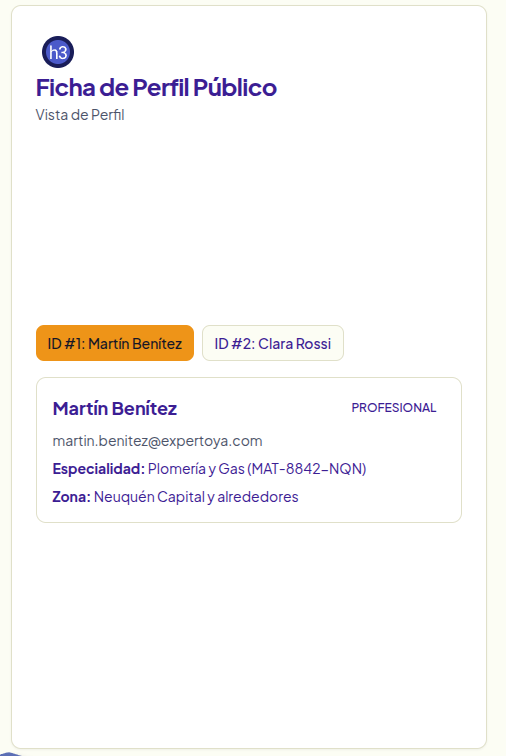 h3
Ficha de Perfil Público
Vista de Perfil
ID #1: Martín Benítez
ID #2: Clara Rossi
Martín Benítez
PROFESIONAL
martin.benitez@expertoya.com
Especialidad: Plomería y Gas (MAT-8842-NQN)
Zona: Neuquén Capital y alrededores